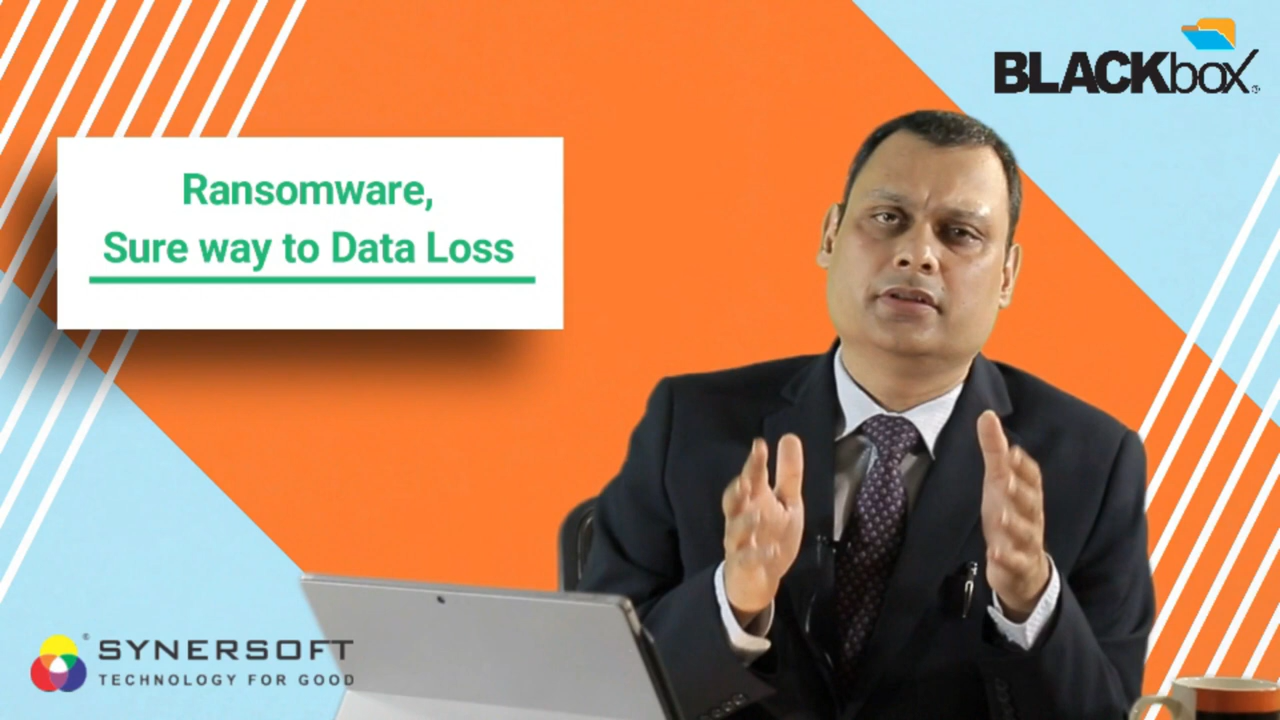 BLACKbox®
Ransomware,
Sure way to Data Loss
SYNERSOFT®
TECHNOLOGY FOR GOOD